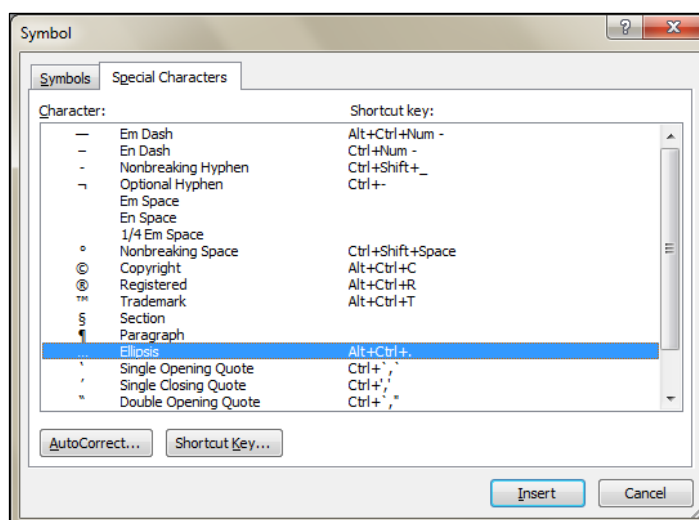 Symbol
Symbols Special Characters
Character: Shortcut key:
— Em Dash Alt+Ctrl+Num -
– En Dash Ctrl+Num -
- Nonbreaking Hyphen Ctrl+Shift+_
¬ Optional Hyphen Ctrl+-
Em Space
En Space
1/4 Em Space
° Nonbreaking Space Ctrl+Shift+Space
© Copyright Alt+Ctrl+C
® Registered Alt+Ctrl+R
™ Trademark Alt+Ctrl+T
§ Section
¶ Paragraph
… Ellipsis Alt+Ctrl+.
‘ Single Opening Quote Ctrl+`,`
’ Single Closing Quote Ctrl+','
“ Double Opening Quote Ctrl+`,"
AutoCorrect... Shortcut Key...
Insert Cancel